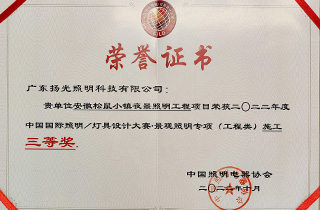 荣誉证书
广东扬光照明科技有限公司：
贵单位安徽松鼠小镇夜景照明工程项目荣获二〇二二年度
中国国际照明/灯具设计大赛·景观照明专项（工程类）施工
三等奖.
中国照明电器协会
二〇二二年十月